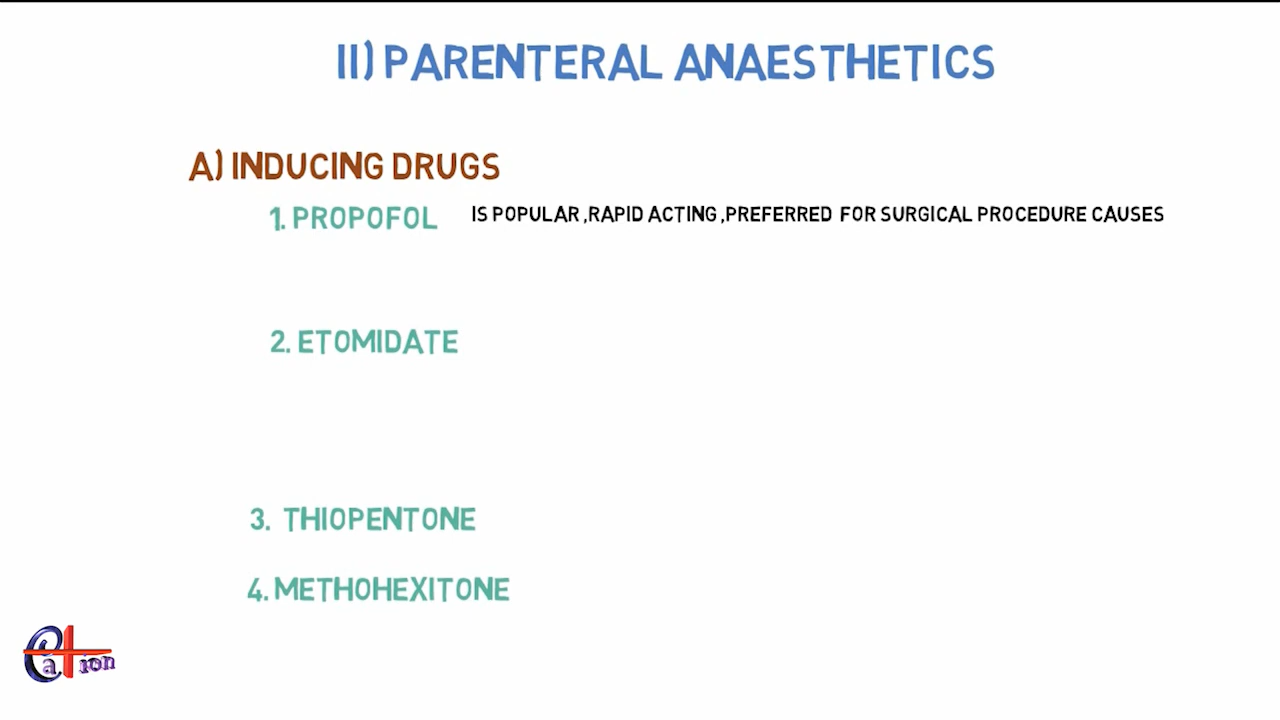 II) PARENTERAL ANAESTHETICS
A) INDUCING DRUGS
1. PROPOFOL IS POPULAR ,RAPID ACTING ,PREFERRED FOR SURGICAL PROCEDURE CAUSES
2. ETOMIDATE
3. THIOPENTONE
4. METHOHEXITONE
Cation